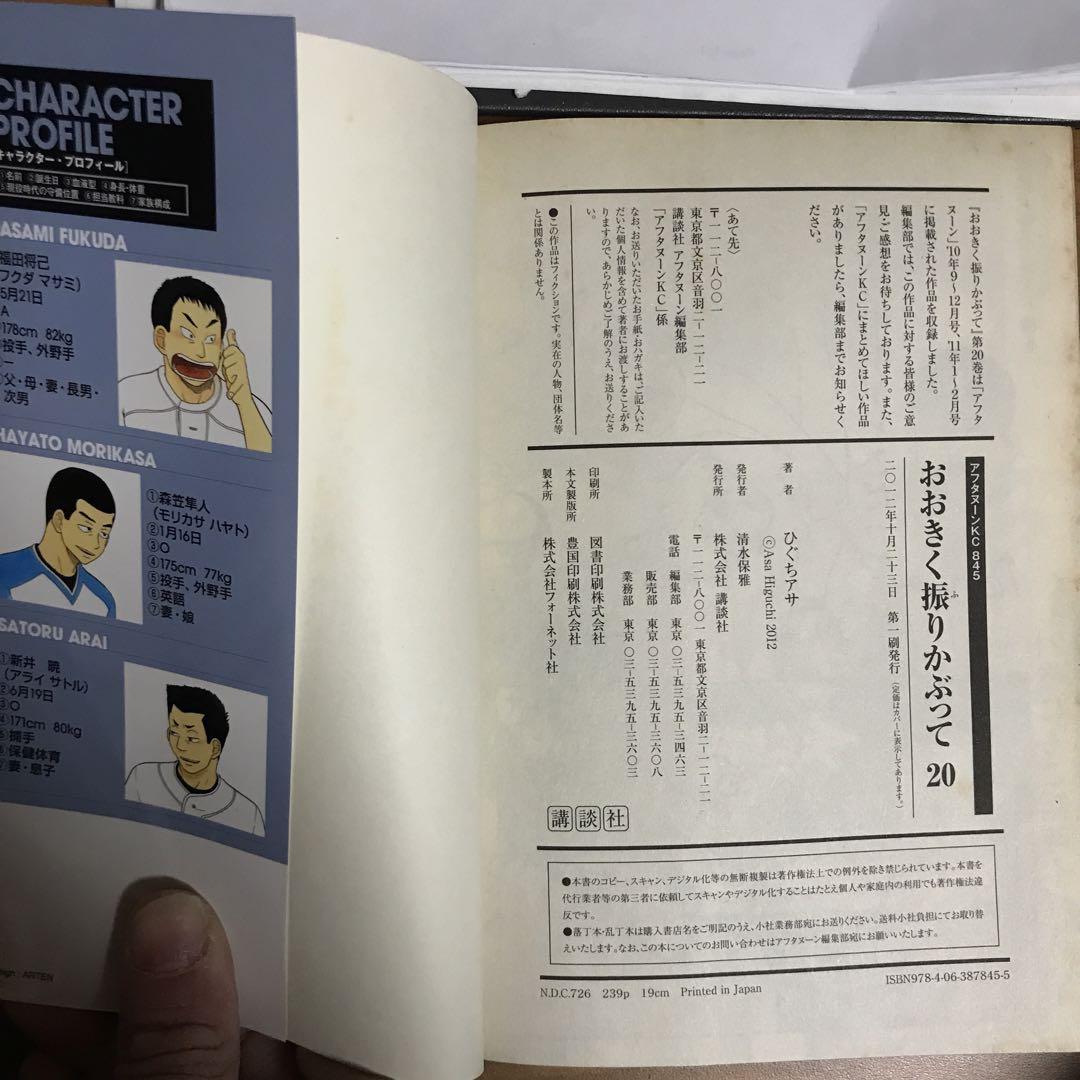 CHARACTER
PROFILE
キャラクター・プロフィール]
①名前 ②誕生日 ③血液型 ④身長・体重
⑤現役時代の守備位置 ⑥担当教科 ⑦家族構成
ASAMI FUKUDA
福田将己
フクダ マサミ)
5月21日
A
178cm 82kg
投手、外野手
父・母・妻・長男・
次男
HAYATO MORIKASA
①森笠隼人
(モリカサ ハヤト)
②1月16日
③O
④175cm 77kg
⑤投手、外野手
⑥英語
⑦妻・娘
SATORU ARAI
①新井 暁
(アライ サトル)
②6月19日
③O
④171cm 80kg
⑤捕手
⑥保健体育
⑦妻・息子
ign : ARTEN
『おおきく振りかぶって』第20巻は「アフタ
ヌーン」'10年9〜12月号、'11年1〜2月号
に掲載された作品を収録しました。
編集部では、この作品に対する皆様のご意
見・ご感想をお待ちしております。また、
「アフタヌーンKC」にまとめてほしい作品
がありましたら、編集部までお知らせく
ださい。
〈あて先〉
〒一一二-八〇〇一
東京都文京区音羽二-一二-二一
講談社 アフタヌーン編集部
「アフタヌーンKC」係
なお、お送りいただいたお手紙・おハガキは、ご記入いた
だいた個人情報を含めて著者にお渡しすることがあ
りますので、あらかじめご了解のうえ、お送りくださ
い。
●この作品はフィクションです。実在の人物、団体名等
とは関係ありません。
アフタヌーンKC 845
おおきく振りかぶって 20
ふ
二〇一二年十月二十三日 第一刷発行 (定価はカバーに表示してあります。)
著 者 ひぐちアサ
©Asa Higuchi 2012
発行者 清水保雅
発行所 株式会社 講談社
〒一一二-八〇〇一 東京都文京区音羽二-一二-二一
電話 編集部 東京 〇三-五三九五-三四六三
販売部 東京 〇三-五三九五-三六〇八
業務部 東京 〇三-五三九五-三六〇三
印刷所 図書印刷株式会社
本文製版所 豊国印刷株式会社
製本所 株式会社フォーネット社
講談社
●本書のコピー、スキャン、デジタル化等の無断複製は著作権法上での例外を除き禁じられています。本書を
代行業者等の第三者に依頼してスキャンやデジタル化することはたとえ個人や家庭内の利用でも著作権法違
反です。
●落丁本・乱丁本は購入書店名をご明記のうえ、小社業務部宛にお送りください。送料小社負担にてお取り替
えいたします。なお、この本についてのお問い合わせはアフタヌーン編集部宛にお願いいたします。
ISBN978-4-06-387845-5
N.D.C.726 239p 19cm Printed in Japan